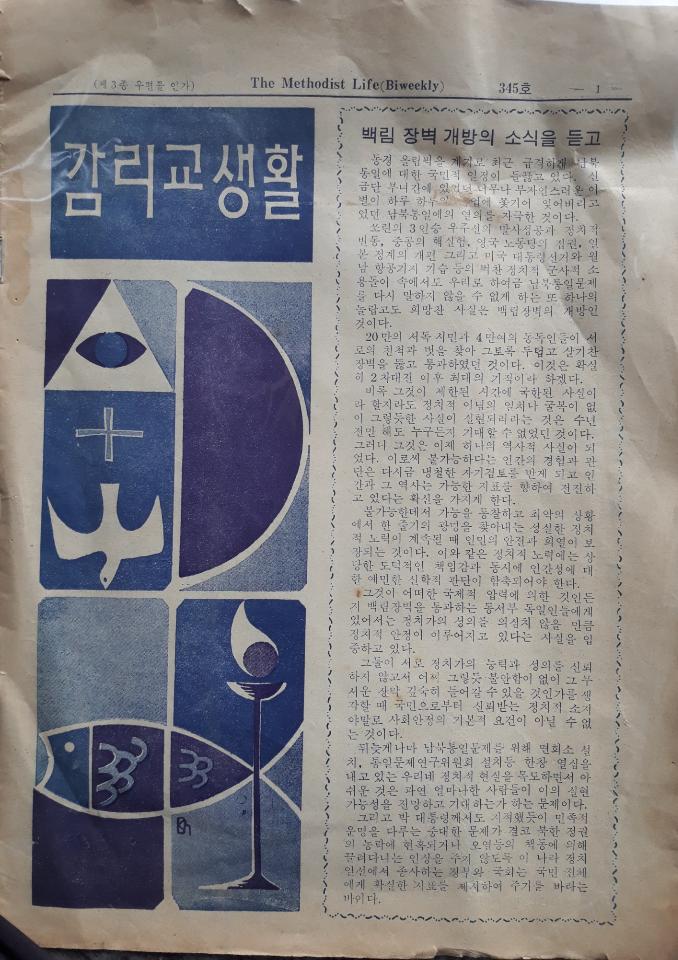 (제3종 우편물 인가) The Methodist Life(Biweekly) 345호 — 1 —
감리교생활
백림 장벽 개방의 소식을 듣고
동경 올림픽을 계기로 최근 급격하게 남북
통일에 대한 국민적 열정이 들끓고 있다. 신
금단 부녀간에 있었던 너무나 부자연스러운 이
별이 하루 하루의 쫓기어 잊어버리고
있던 남북통일에의 열의를 자극한 것이다.
쏘련의 3인승 우주선의 발사성공과 정치적
변동, 중공의 핵실험, 영국 노동당의 집권, 일
본 정계의 개편 그리고 미국 대통령선거와 월
남 항공기지 기습 등의 벅찬 정치적 군사적 소
용돌이 속에서도 우리로 하여금 남북통일문제
를 다시 말하지 않을 수 없게 하는 또 하나의
놀랍고도 희망찬 사실은 백림장벽의 개방인
것이다.
20만의 서독 시민과 4만여의 동독인들이 서
로의 친척과 벗을 찾아 그토록 두텁고 살기찬
장벽을 뚫고 통과하였던 것이다. 이것은 확실
히 2차대전 이후 최대의 기적이라 하겠다.
비록 그것이 제한된 시간에 국한된 사실이
라 할지라도 정치적 이념의 일치나 굴복이 없
이 그렇듯한 사실이 실현되리라는 것은 수년
전만 해도 누구든지 기대할 수 없었던 것이다.
그러나 그것은 이제 하나의 역사적 사실이 되
었다. 이로써 불가능하다는 인간의 경험과 판
단은 다시금 냉철한 자기검토를 받게 되고 인
간과 그 역사는 가능한 지표를 향하여 전진하
고 있다는 확신을 가지게 한다.
불가능한데서 가능을 통찰하고 최악의 상황
에서 한 줄기의 광명을 찾아내는 성실한 정치
적 노력이 계속될 때 인민의 안전과 희열이 보
장되는 것이다. 이와 같은 정치적 노력에는 상
당한 도덕적인 책임감과 동시에 인간성에 대
한 예민한 신학적 판단이 함축되어야 한다.
그것이 어떠한 국제적 압력에 의한 것인든
지 백림장벽을 통과하는 동서부 독일인들에게
있어서는 정치가의 성의를 의심치 않을 만큼
정치적 안정이 이루어지고 있다는 사실을 입
증하고 있다.
그들이 서로 정치가의 능력과 성의를 신뢰
하지 않고서 어찌 그렇듯 불안함이 없이 그 무
서운 장벽 깊숙히 들어갈 수 있을 것인가를 생
각할 때 국민으로부터 신뢰받는 정치적 소지
야말로 사회안정의 기본적 요건이 아닐 수 없
는 것이다.
뒤늦게나마 남북통일문제를 위해 면회소 설
치, 통일문제연구위원회 설치등 한창 열심을
내고 있는 우리네 정치적 현실을 목도하면서 아
쉬운 것은 과연 얼마나한 사람들이 이의 실현
가능성을 전망하고 기대하는가 하는 문제이다.
그리고 박 대통령께서도 지적했듯이 민족적
운명을 다루는 중대한 문제가 결코 북한 정권
의 농락에 현혹되거나 오열등의 책동에 의해
끌려다니는 인상을 주지 않도록 이 나라 정치
일선에서 종사하는 정부와 국회는 국민 전체
에게 확실한 지표를 제시하여 주기를 바라는
바이다.